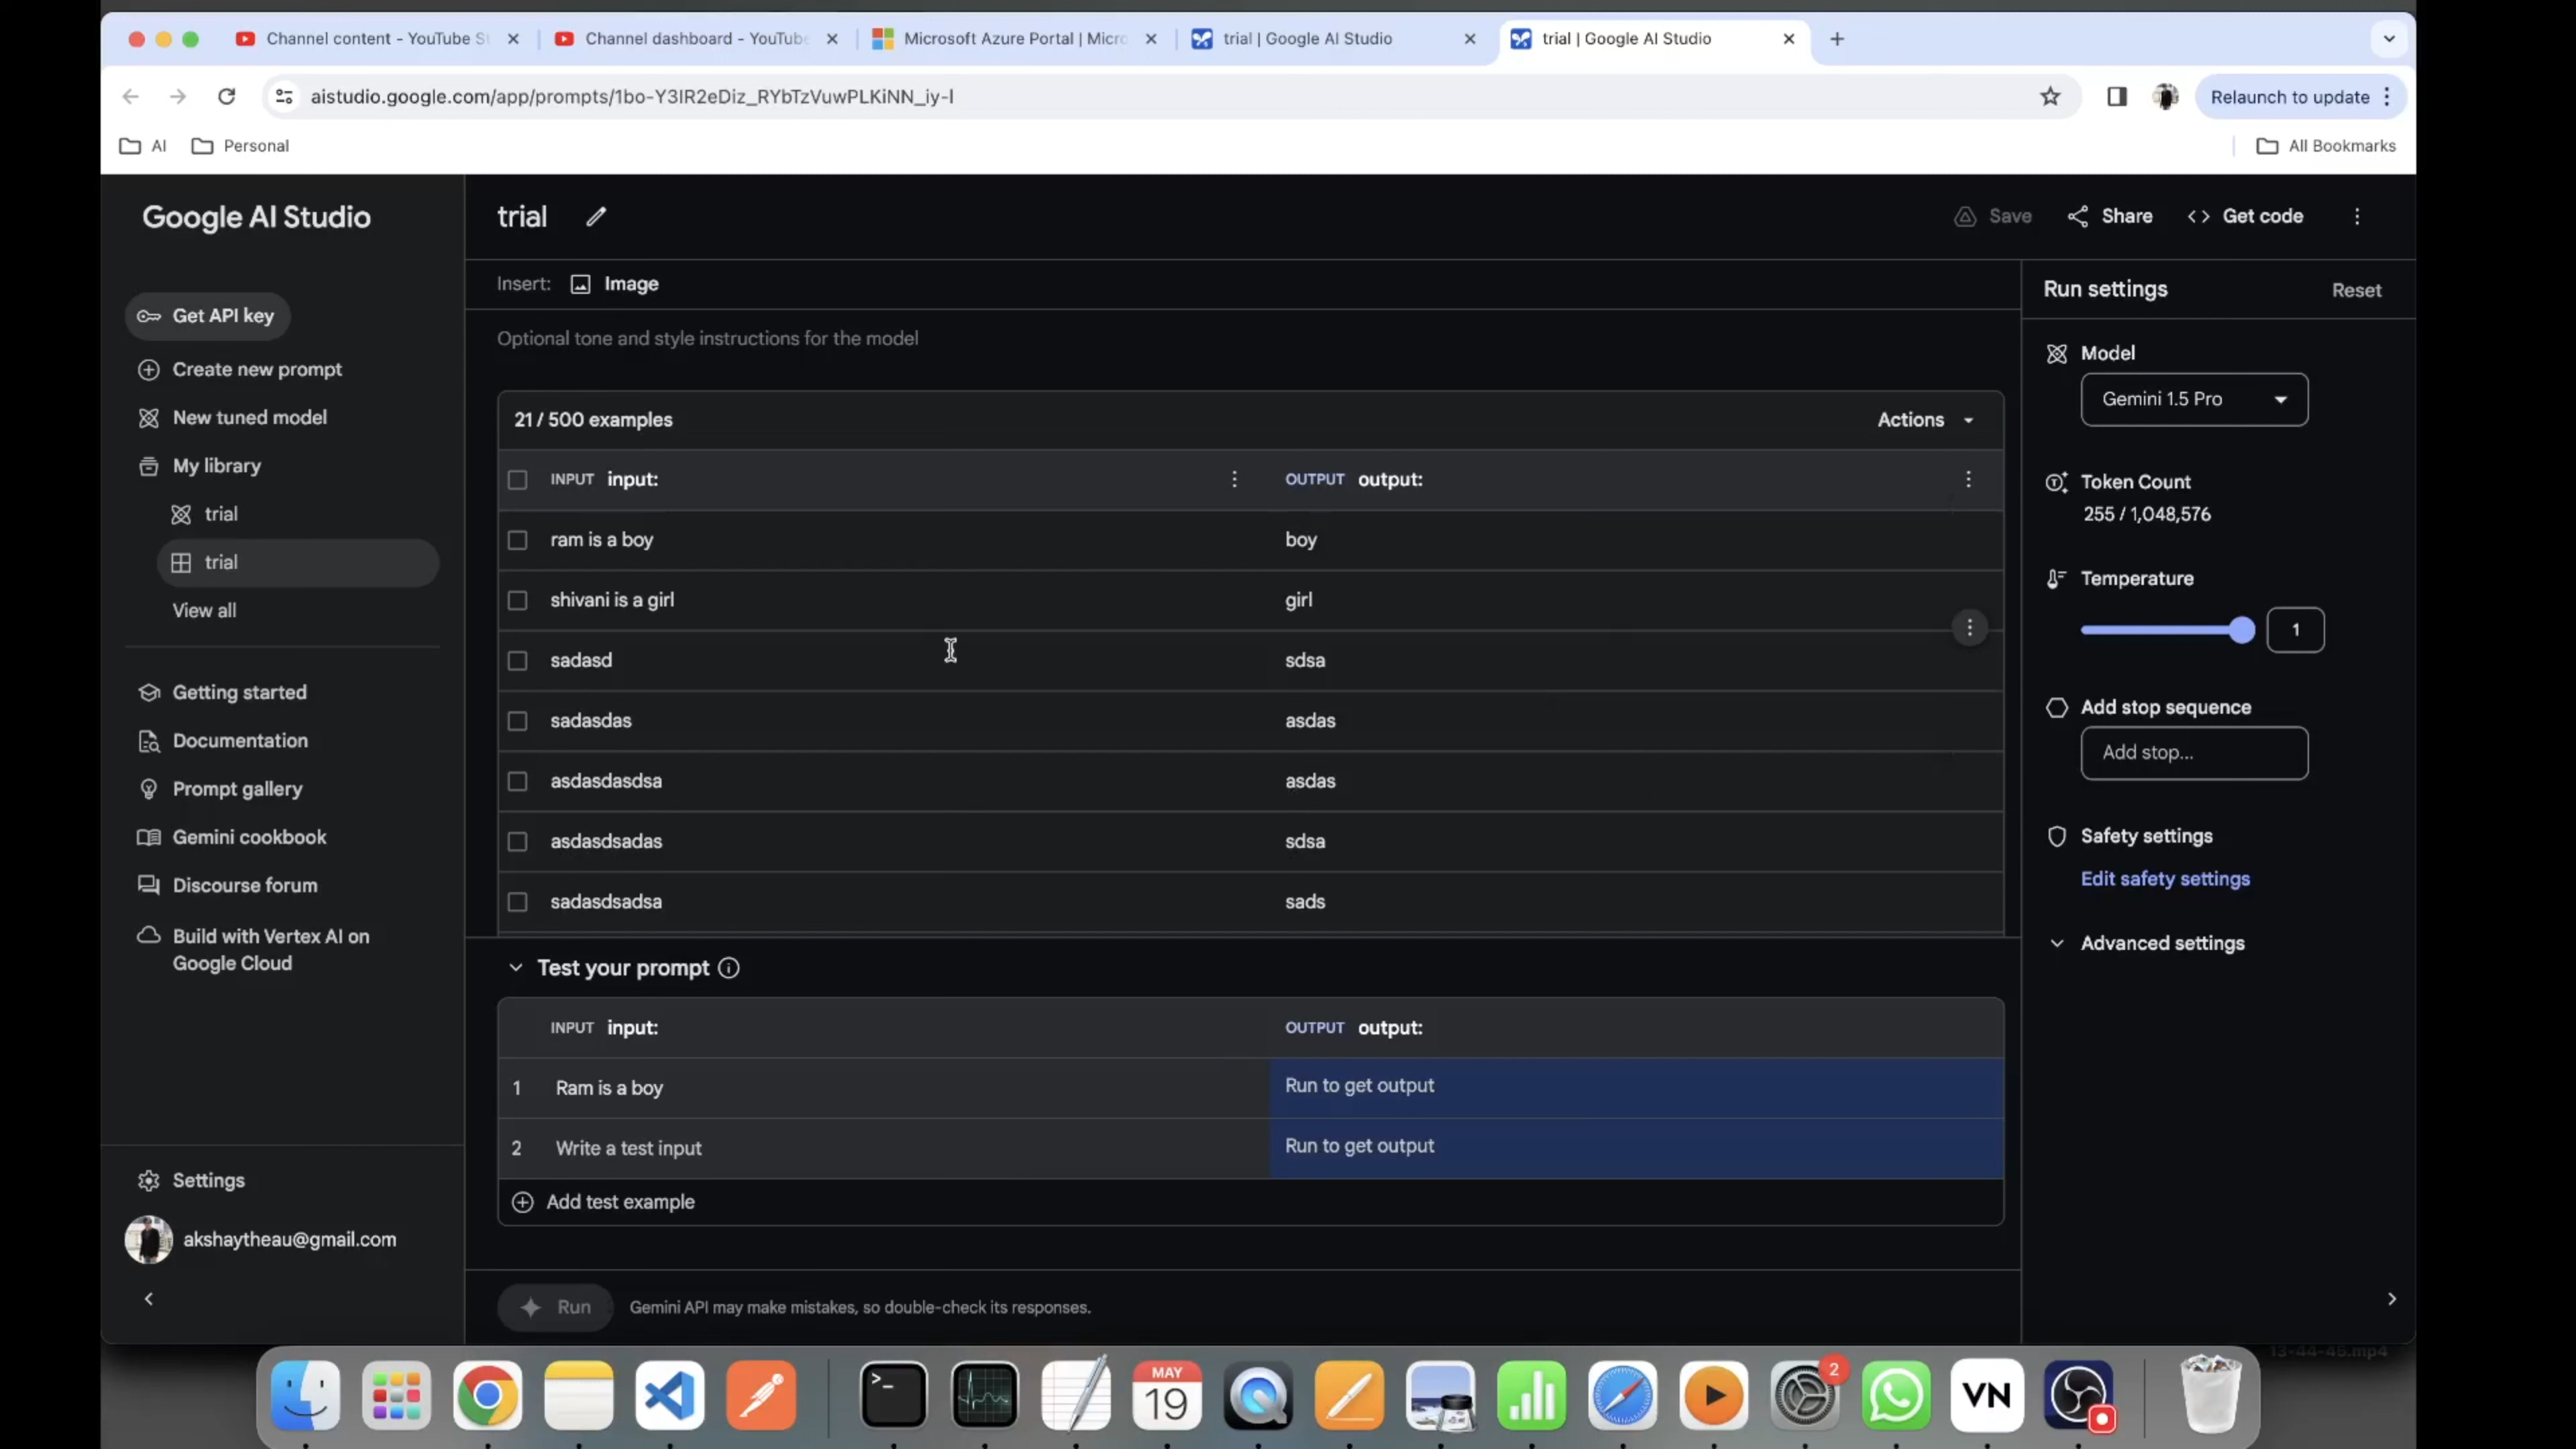 Channel content - YouTube St
Channel dashboard - YouTube
Microsoft Azure Portal | Micro
trial | Google AI Studio
trial | Google AI Studio
aistudio.google.com/app/prompts/1bo-Y3IR2eDiz_RYbTzVuwPLKiNN_iy-I
Relaunch to update
AI
Personal
All Bookmarks
Google AI Studio
Get API key
Create new prompt
New tuned model
My library
trial
trial
View all
Getting started
Documentation
Prompt gallery
Gemini cookbook
Discourse forum
Build with Vertex AI on
Google Cloud
Settings
akshaytheau@gmail.com
trial
Save
Share
Get code
Insert: Image
Optional tone and style instructions for the model
21 / 500 examples
Actions
INPUT input: OUTPUT output:
ram is a boy boy
shivani is a girl girl
sadasd sdsa
sadasdas asdas
asdasdasdsa asdas
asdasdsadas sdsa
sadasdsadsa sads
Test your prompt
INPUT input: OUTPUT output:
1 Ram is a boy Run to get output
2 Write a test input Run to get output
Add test example
Run Gemini API may make mistakes, so double-check its responses.
Run settings
Reset
Model
Gemini 1.5 Pro
Token Count
255 / 1,048,576
Temperature
1
Add stop sequence
Add stop...
Safety settings
Edit safety settings
Advanced settings
13-44-45.mp4
MAY
19
2
VN